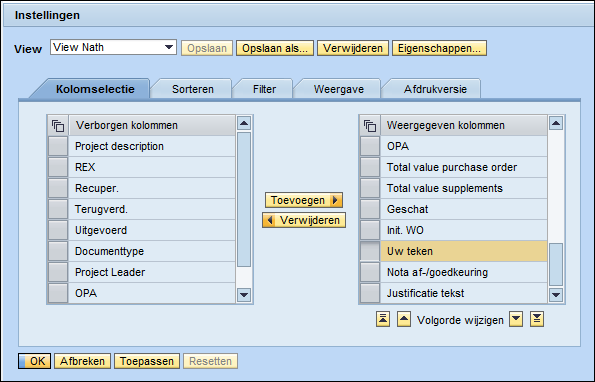 Instellingen
View View Nath Opslaan Opslaan als... Verwijderen Eigenschappen...
Kolomselectie Sorteren Filter Weergave Afdrukversie
Verborgen kolommen
Project description
REX
Recuper.
Terugverd.
Uitgevoerd
Documenttype
Project Leader
OPA
Toevoegen
Verwijderen
Weergegeven kolommen
OPA
Total value purchase order
Total value supplements
Geschat
Init. WO
Uw teken
Nota af-/goedkeuring
Justificatie tekst
Volgorde wijzigen
OK Afbreken Toepassen Resetten